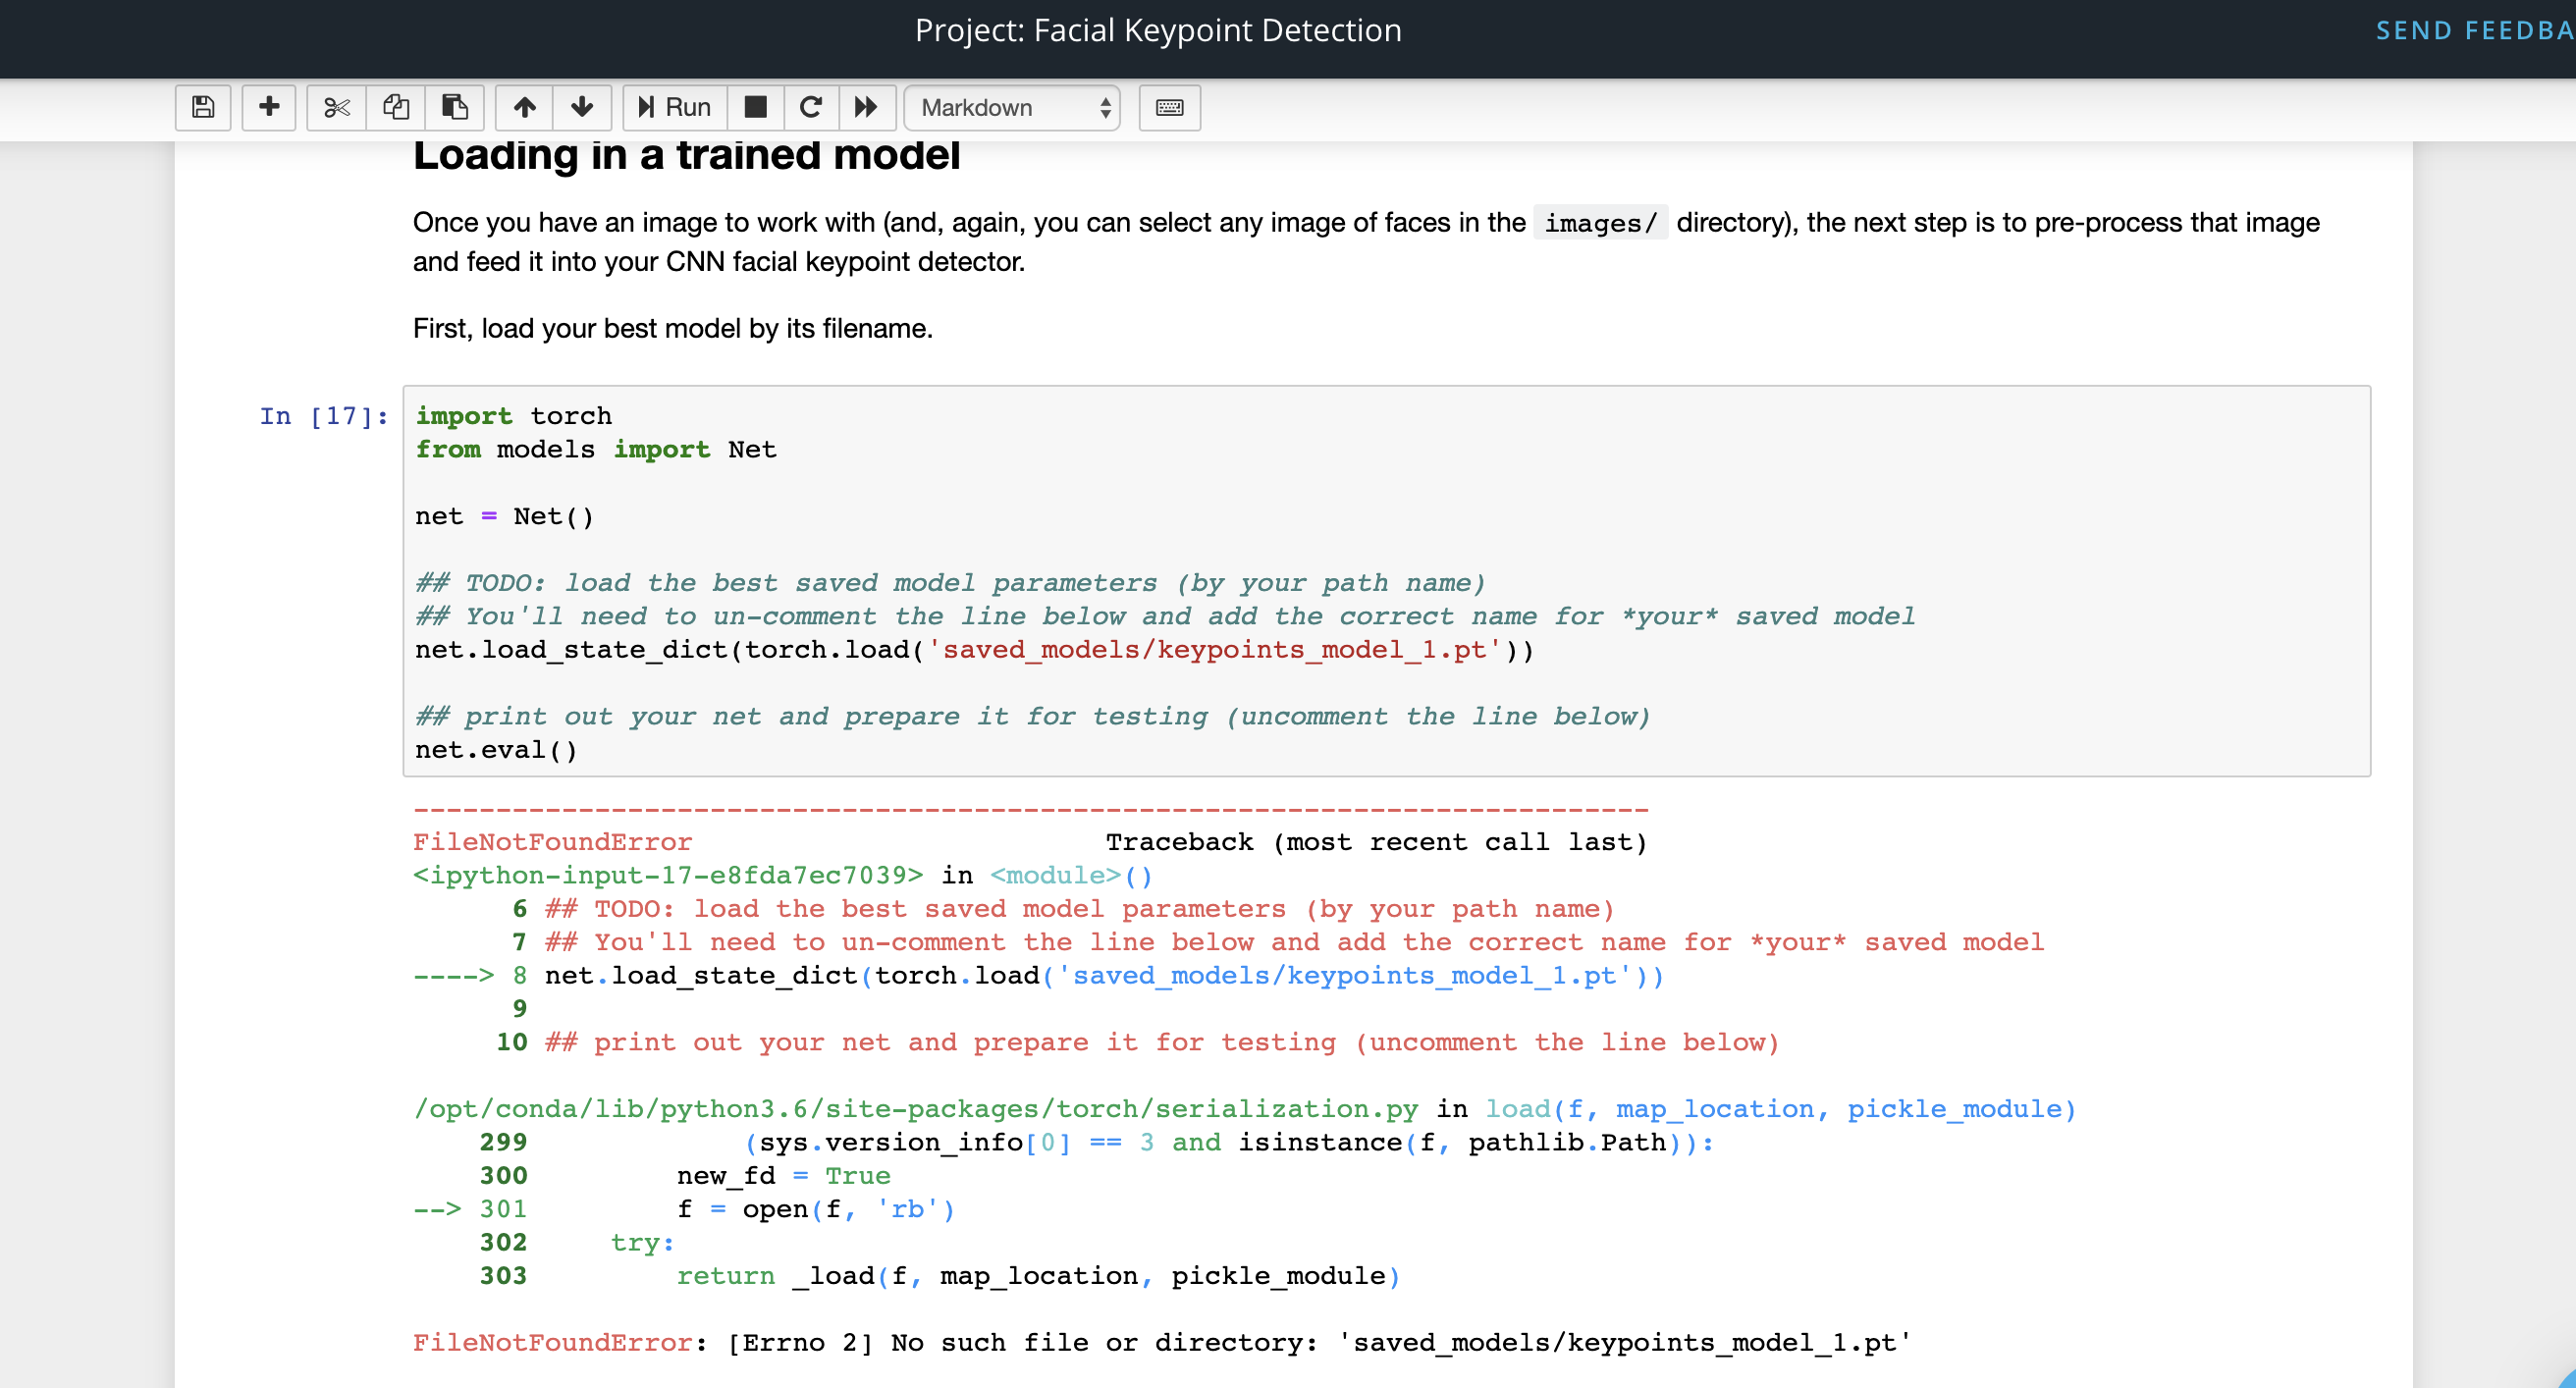 Project: Facial Keypoint Detection
SEND FEEDBA
Run
Markdown
Loading in a trained model
Once you have an image to work with (and, again, you can select any image of faces in the images/ directory), the next step is to pre-process that image
and feed it into your CNN facial keypoint detector.
First, load your best model by its filename.
In [17]:
import torch
from models import Net
net = Net()
## TODO: load the best saved model parameters (by your path name)
## You'll need to un-comment the line below and add the correct name for *your* saved model
net.load_state_dict(torch.load('saved_models/keypoints_model_1.pt'))
## print out your net and prepare it for testing (uncomment the line below)
net.eval()
---------------------------------------------------------------------------
FileNotFoundError                         Traceback (most recent call last)
<ipython-input-17-e8fda7ec7039> in <module>()
      6 ## TODO: load the best saved model parameters (by your path name)
      7 ## You'll need to un-comment the line below and add the correct name for *your* saved model
----> 8 net.load_state_dict(torch.load('saved_models/keypoints_model_1.pt'))
      9
     10 ## print out your net and prepare it for testing (uncomment the line below)
/opt/conda/lib/python3.6/site-packages/torch/serialization.py in load(f, map_location, pickle_module)
    299             (sys.version_info[0] == 3 and isinstance(f, pathlib.Path)):
    300         new_fd = True
--> 301         f = open(f, 'rb')
    302     try:
    303         return _load(f, map_location, pickle_module)
FileNotFoundError: [Errno 2] No such file or directory: 'saved_models/keypoints_model_1.pt'